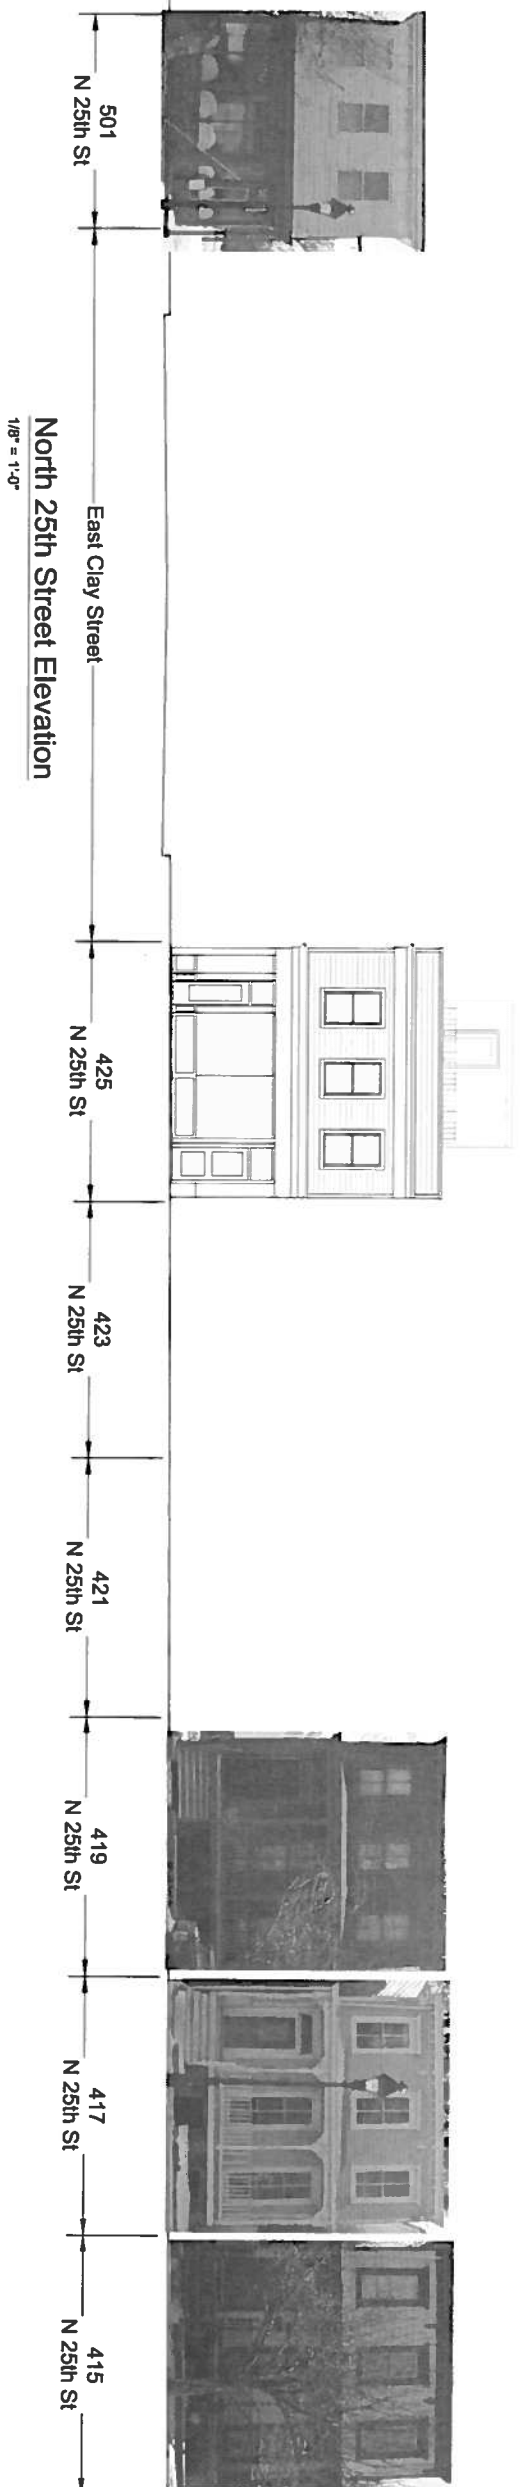 501
N 25th St
East Clay Street
425
N 25th St
423
N 25th St
421
N 25th St
419
N 25th St
417
N 25th St
415
N 25th St
North 25th Street Elevation
1/8" = 1'-0"